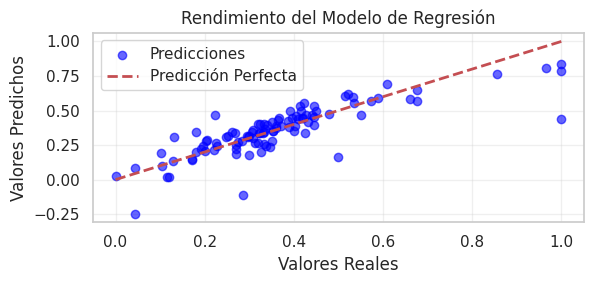 Rendimiento del Modelo de Regresión
Predicciones
Predicción Perfecta
Valores Predichos
1.00
0.75
0.50
0.25
0.00
−0.25
0.0 0.2 0.4 0.6 0.8 1.0
Valores Reales